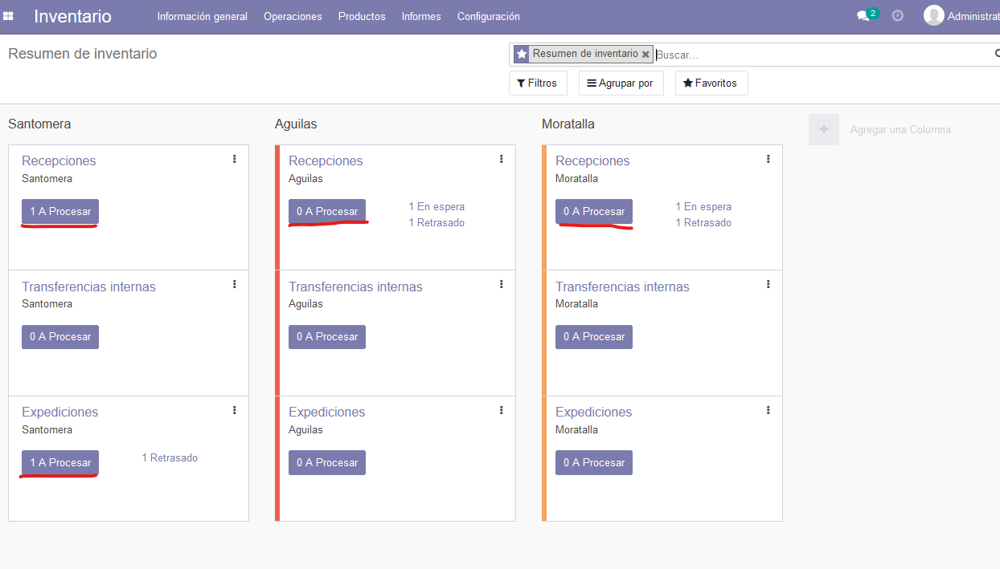 Inventario Información general Operaciones Productos Informes Configuración 2 Administrat
Resumen de inventario
Resumen de inventario Buscar...
Filtros Agrupar por Favoritos
Santomera Aguilas Moratalla Agregar una Columna
Recepciones
Santomera
1 A Procesar
Transferencias internas
Santomera
0 A Procesar
Expediciones
Santomera
1 A Procesar 1 Retrasado
Recepciones
Aguilas
0 A Procesar 1 En espera
1 Retrasado
Transferencias internas
Aguilas
0 A Procesar
Expediciones
Aguilas
0 A Procesar
Recepciones
Moratalla
0 A Procesar 1 En espera
1 Retrasado
Transferencias internas
Moratalla
0 A Procesar
Expediciones
Moratalla
0 A Procesar